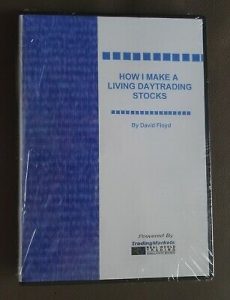 HOW I MAKE A
LIVING DAYTRADING
STOCKS
By David Floyd
Powered By
TradingMarkets